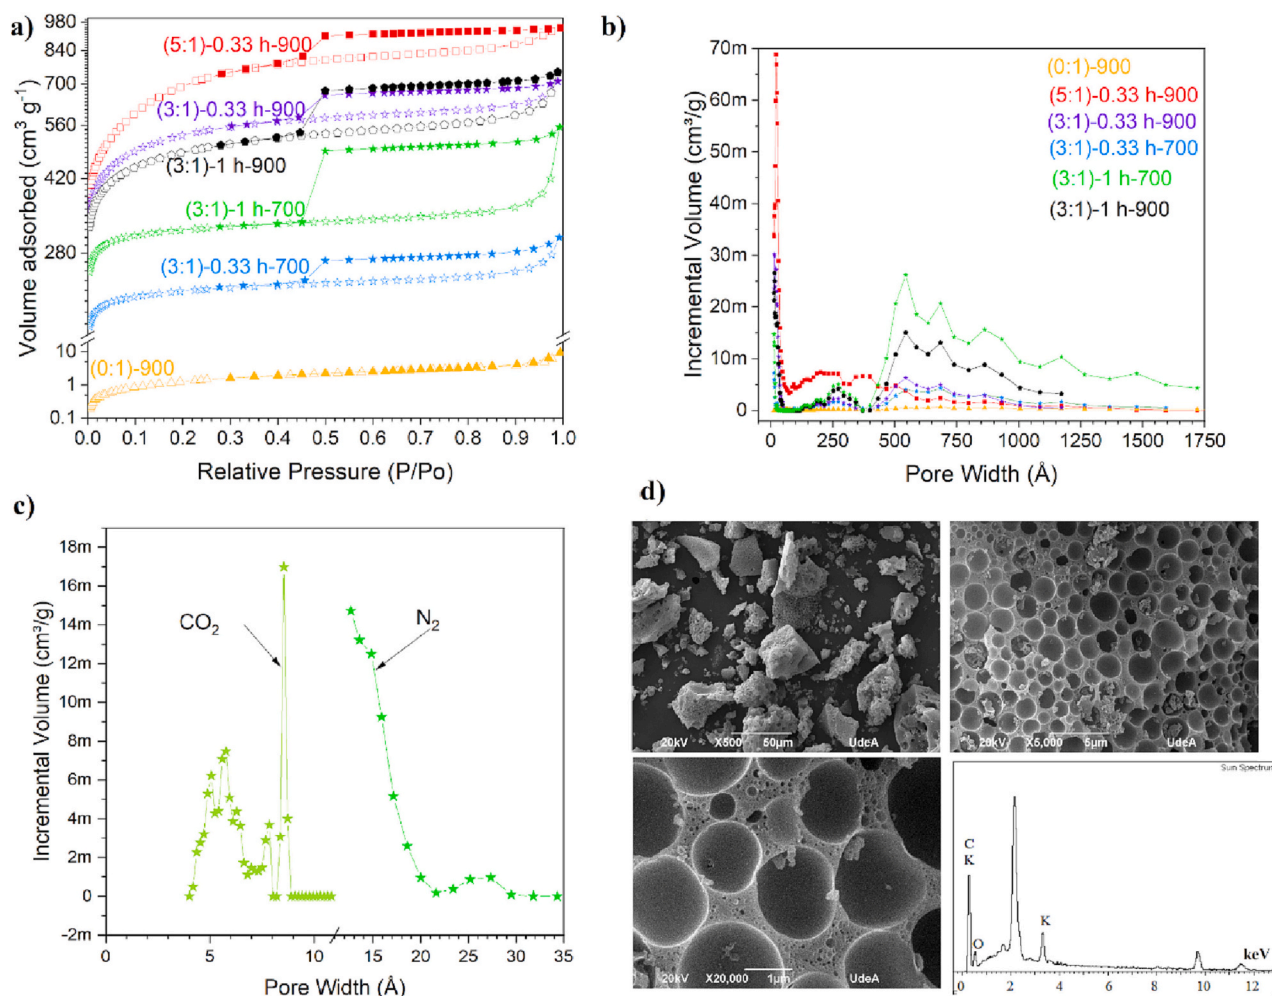 a)
980
840
700
560
420
280
10
1
0.1
Volume adsorbed (cm³ g⁻¹)
(5:1)-0.33 h-900
(3:1)-0.33 h-900
(3:1)-1 h-900
(3:1)-1 h-700
(3:1)-0.33 h-700
(0:1)-900
0.0 0.1 0.2 0.3 0.4 0.5 0.6 0.7 0.8 0.9 1.0
Relative Pressure (P/Po)
b)
70m
60m
50m
40m
30m
20m
10m
0
Incremental Volume (cm³/g)
(0:1)-900
(5:1)-0.33 h-900
(3:1)-0.33 h-900
(3:1)-0.33 h-700
(3:1)-1 h-700
(3:1)-1 h-900
0 250 500 750 1000 1250 1500 1750
Pore Width (Å)
c)
18m
16m
14m
12m
10m
8m
6m
4m
2m
0
-2m
Incremental Volume (cm³/g)
CO₂
N₂
0 5 10 15 20 25 30 35
Pore Width (Å)
d)
20kV X500 50µm UdeA
20kV X5,000 5µm UdeA
20kV X20,000 1µm UdeA
Sun Spectrum
C
K
O
K
keV
0 2 4 6 8 10 12